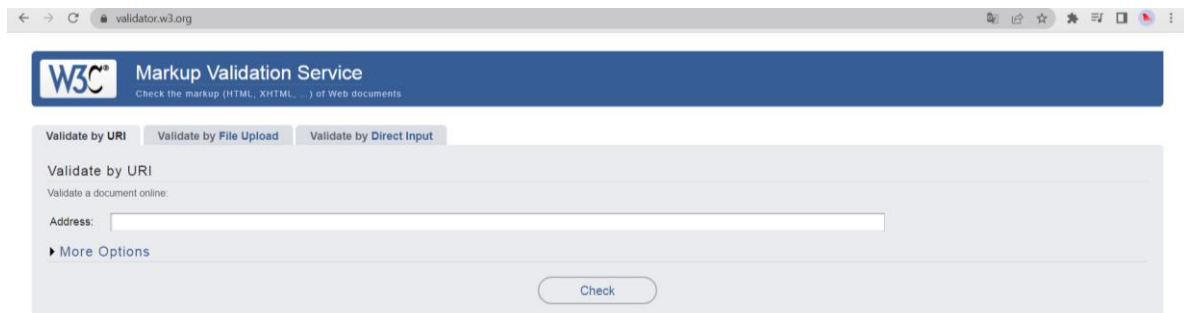 validator.w3.org
W3C®
Markup Validation Service
Check the markup (HTML, XHTML, ...) of Web documents
Validate by URI Validate by File Upload Validate by Direct Input
Validate by URI
Validate a document online:
Address:
More Options
Check